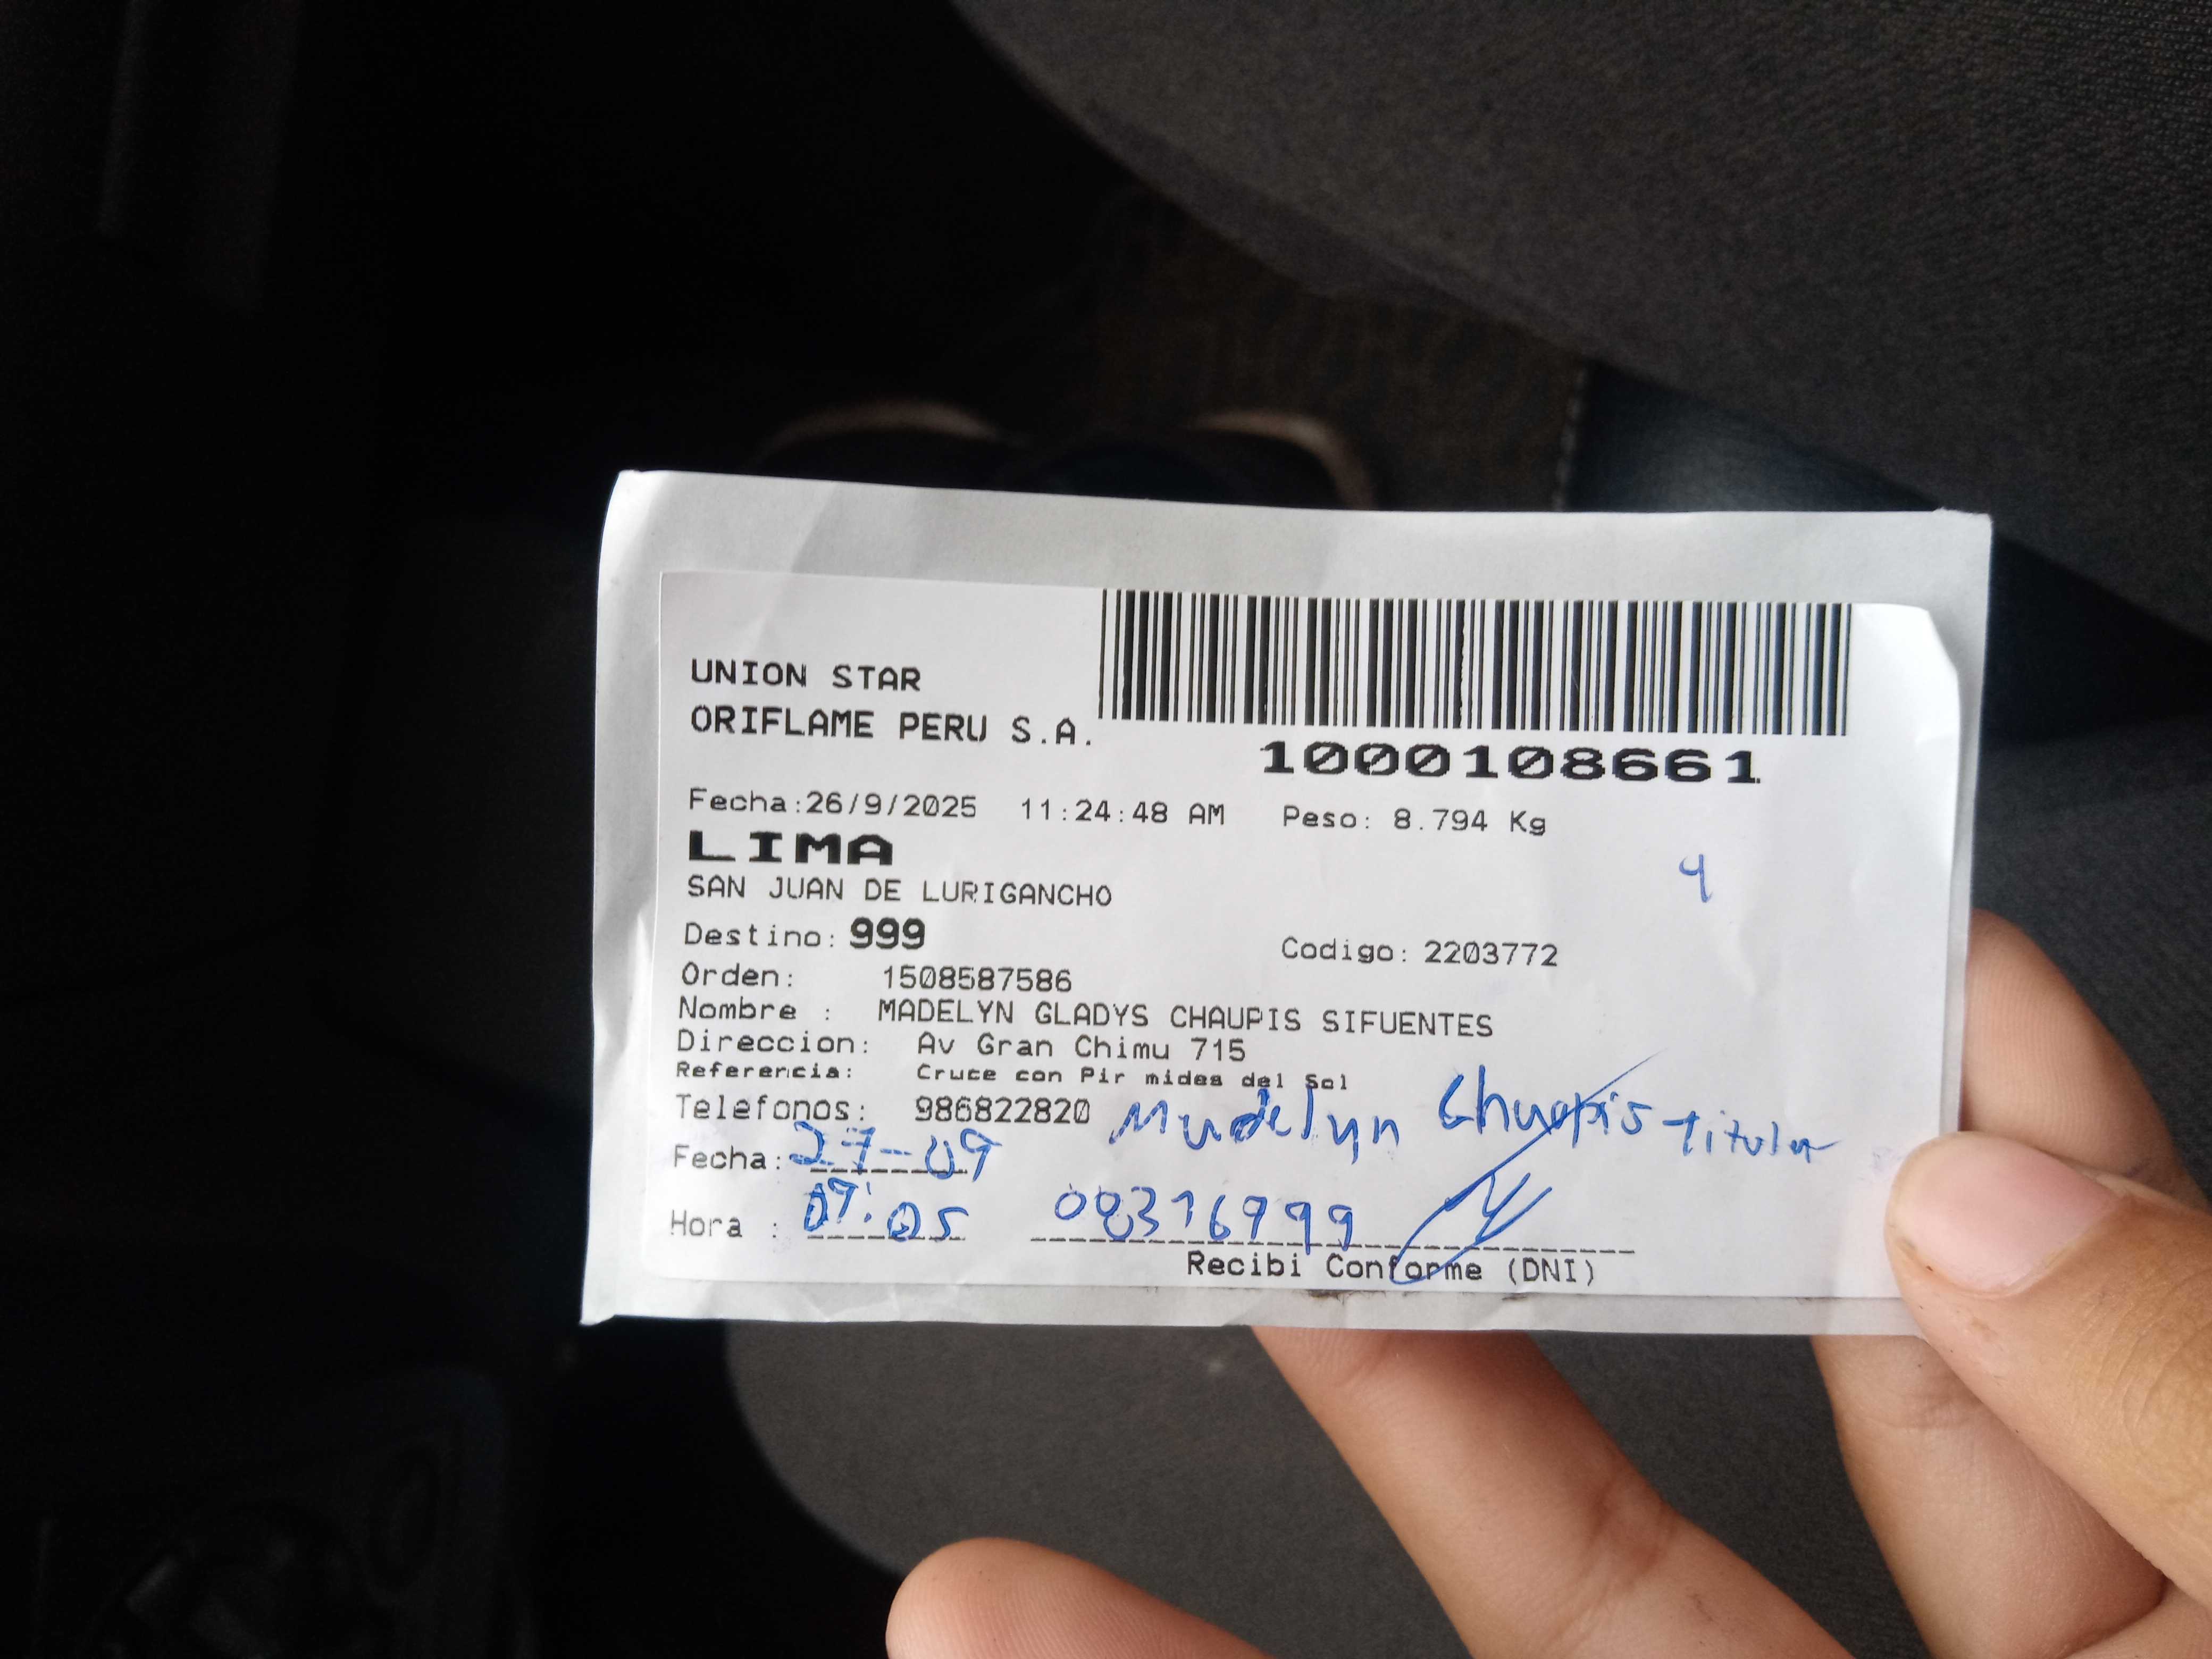 UNION STAR
ORIFLAME PERU S.A.
1000108661
Fecha:26/9/2025 11:24:48 AM Peso: 8.794 Kg
LIMA
4
SAN JUAN DE LURIGANCHO
Destino: 999 Codigo: 2203772
Orden: 1508587586
Nombre : MADELYN GLADYS CHAUPIS SIFUENTES
Direccion: Av Gran Chimu 715
Referencia: Cruce con Pir mides del Sol
Telefonos: 986822820
Madelyn Chaupis Titular
Fecha: 27-09
Hora : 09:05 08376999
Recibi Conforme (DNI)